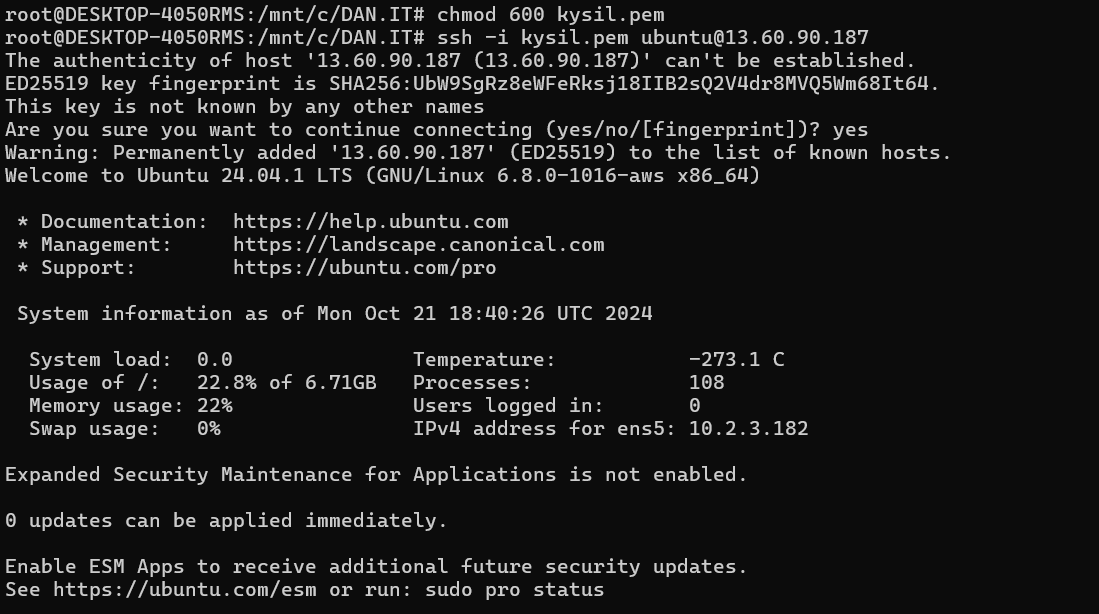 root@DESKTOP-4050RMS:/mnt/c/DAN.IT# chmod 600 kysil.pem
root@DESKTOP-4050RMS:/mnt/c/DAN.IT# ssh -i kysil.pem ubuntu@13.60.90.187
The authenticity of host '13.60.90.187 (13.60.90.187)' can't be established.
ED25519 key fingerprint is SHA256:UbW9SgRz8eWFeRksj18IIB2sQ2V4dr8MVQ5Wm68It64.
This key is not known by any other names
Are you sure you want to continue connecting (yes/no/[fingerprint])? yes
Warning: Permanently added '13.60.90.187' (ED25519) to the list of known hosts.
Welcome to Ubuntu 24.04.1 LTS (GNU/Linux 6.8.0-1016-aws x86_64)

 * Documentation:  https://help.ubuntu.com
 * Management:     https://landscape.canonical.com
 * Support:        https://ubuntu.com/pro

 System information as of Mon Oct 21 18:40:26 UTC 2024

  System load:  0.0               Temperature:           -273.1 C
  Usage of /:   22.8% of 6.71GB   Processes:             108
  Memory usage: 22%               Users logged in:       0
  Swap usage:   0%                IPv4 address for ens5: 10.2.3.182

Expanded Security Maintenance for Applications is not enabled.

0 updates can be applied immediately.

Enable ESM Apps to receive additional future security updates.
See https://ubuntu.com/esm or run: sudo pro status